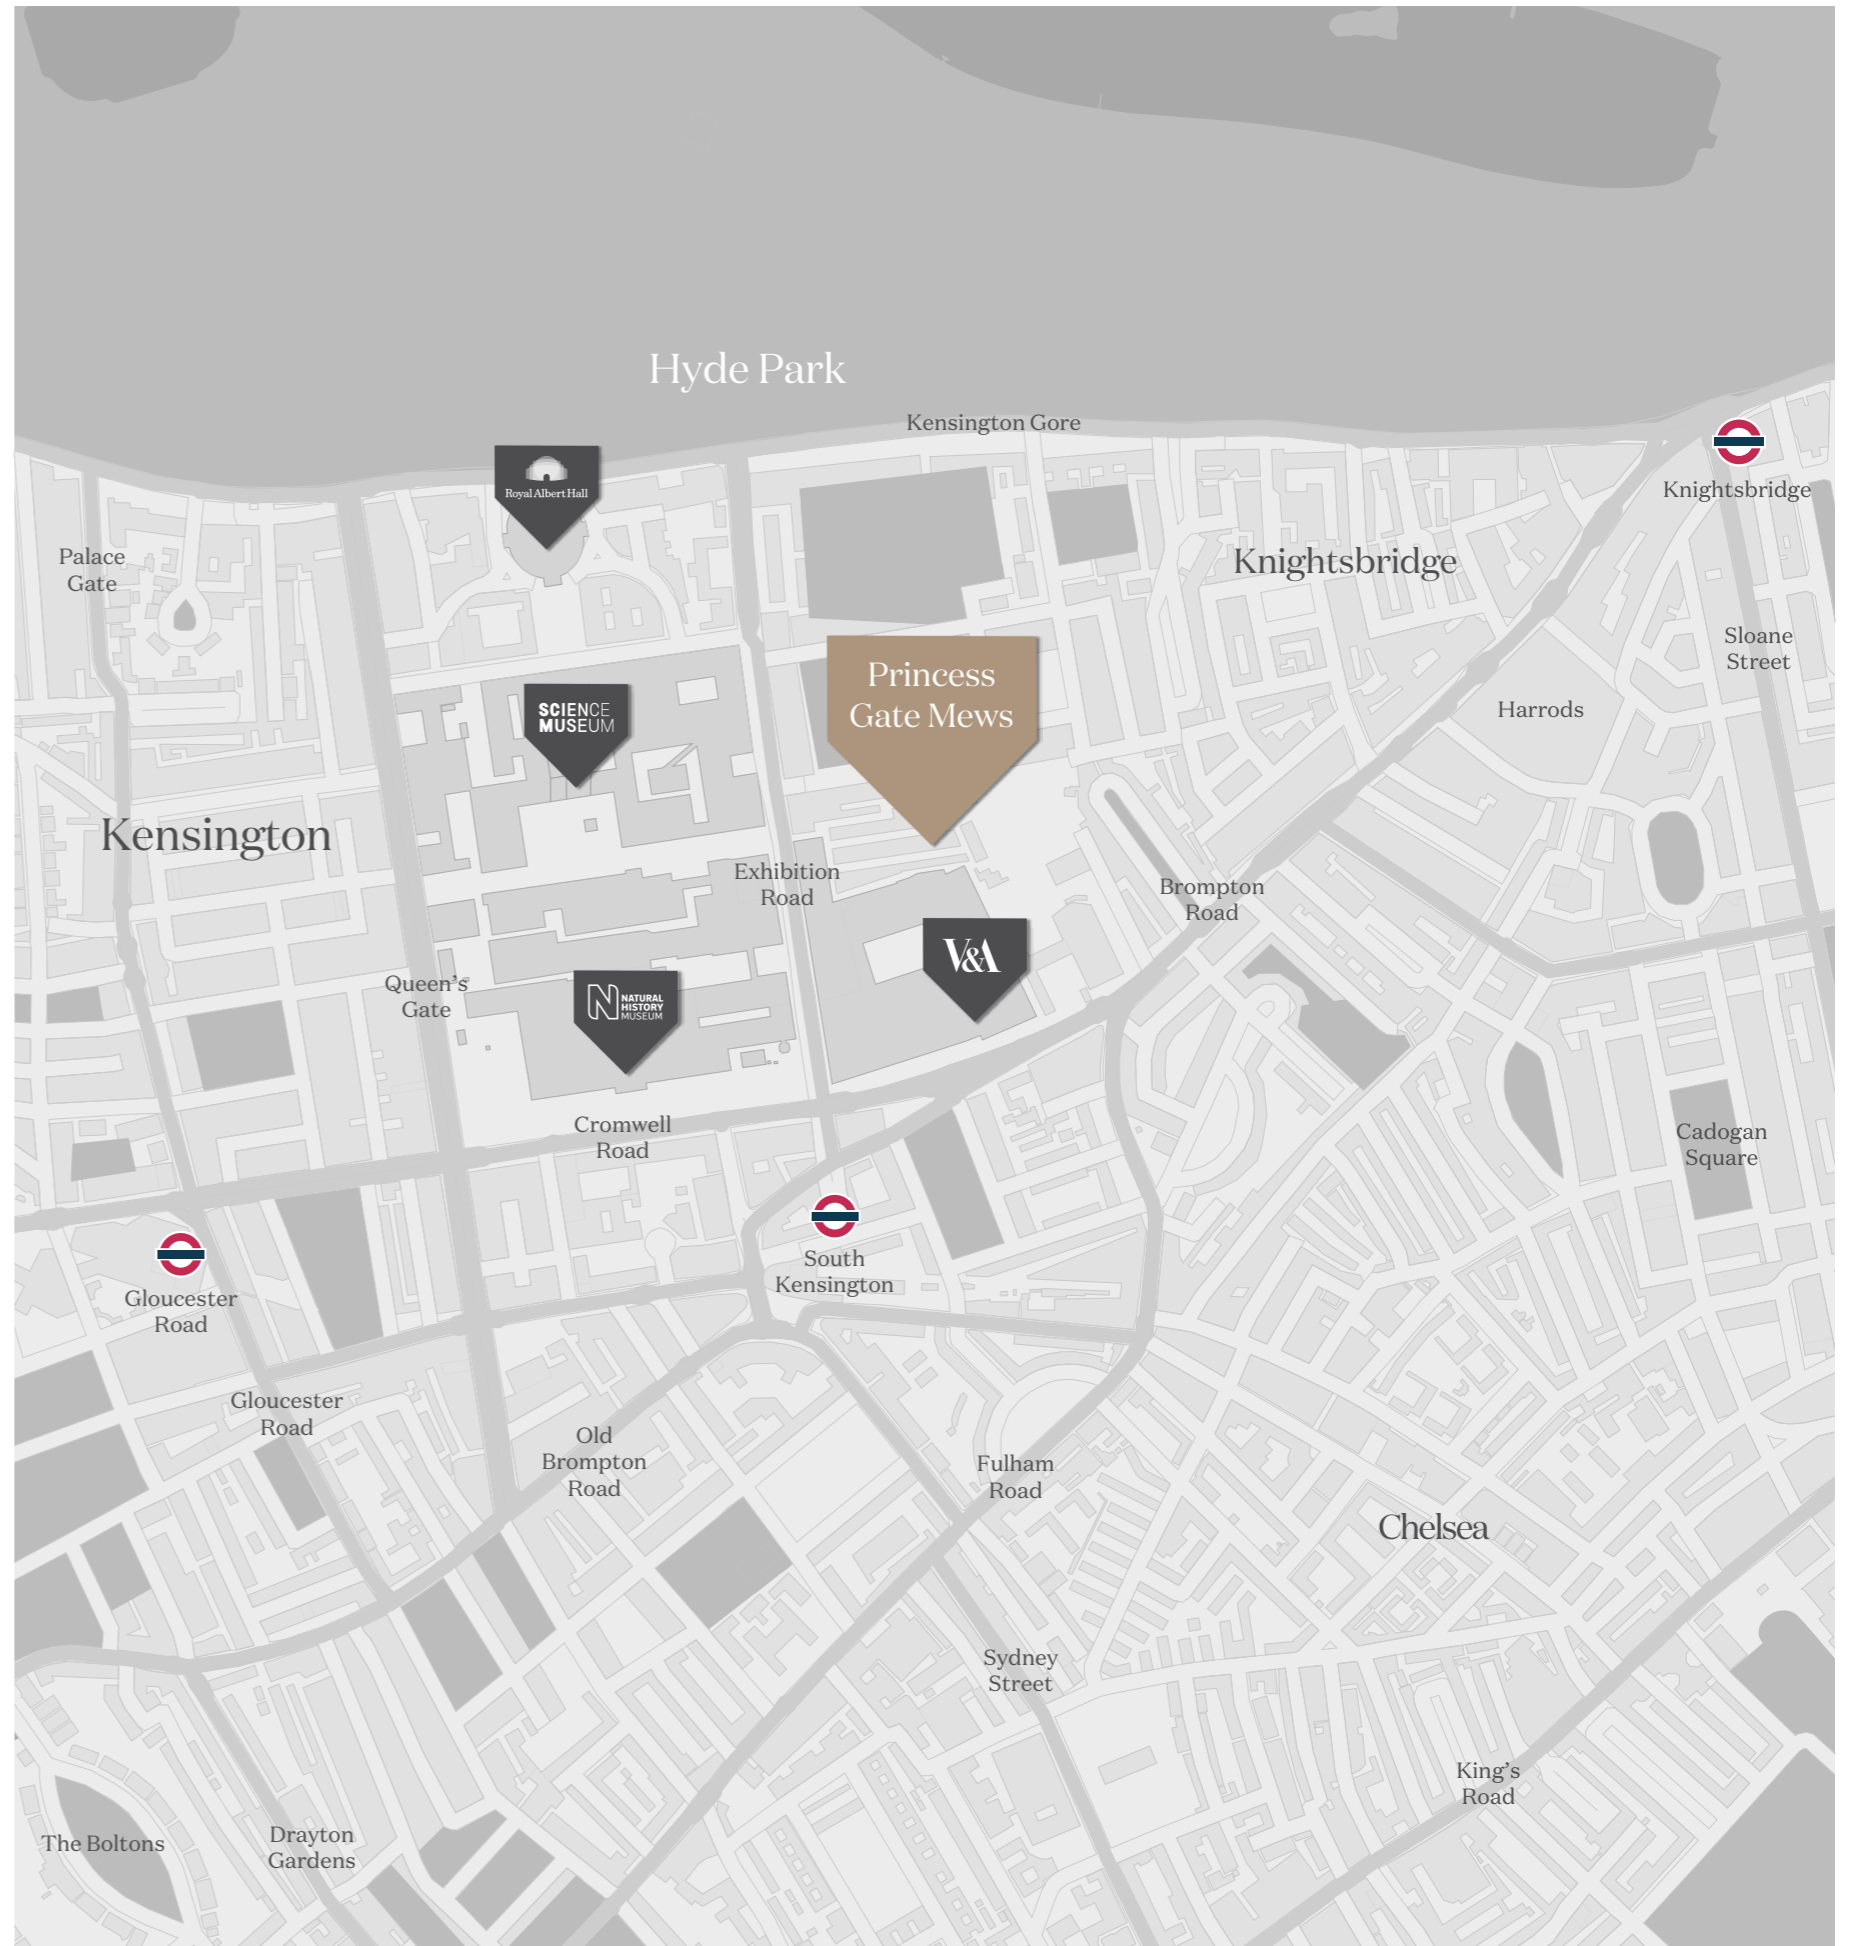 Hyde Park
Kensington Gore
Royal Albert Hall
Knightsbridge
Palace
Gate
Knightsbridge
Sloane
Street
Princess
Gate Mews
SCIENCE
MUSEUM
Harrods
Kensington
Exhibition
Road
Brompton
Road
V&A
Queen’s
Gate
N NATURAL
HISTORY
MUSEUM
Cromwell
Road
Cadogan
Square
South
Kensington
Gloucester
Road
Gloucester
Road
Old
Brompton
Road
Fulham
Road
Chelsea
Sydney
Street
King’s
Road
The Boltons
Drayton
Gardens